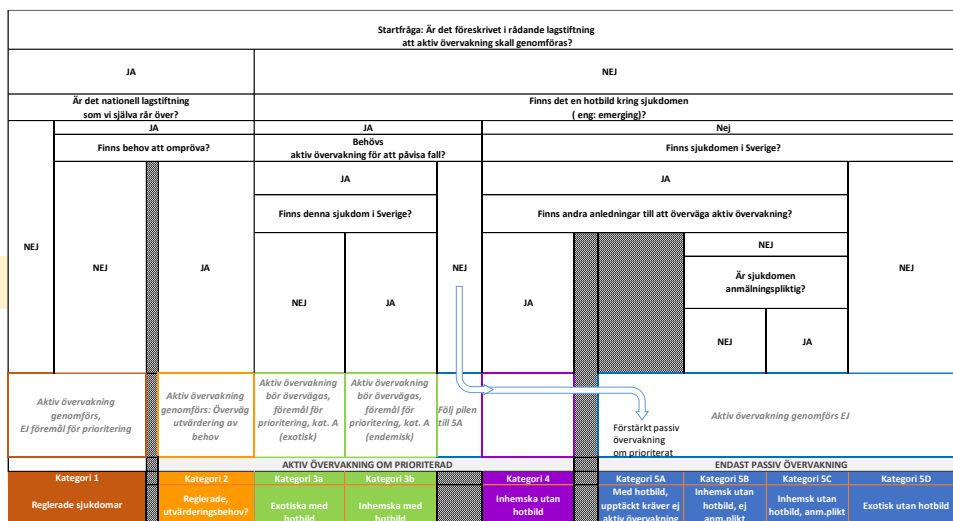 Startfråga: Är det föreskrivet i rådande lagstiftning
att aktiv övervakning skall genomföras?
JA
NEJ
Är det nationell lagstiftning
som vi själva rår över?
Finns det en hotbild kring sjukdomen
( eng: emerging)?
NEJ
JA
JA
Nej
Finns behov att ompröva?
Behövs
aktiv övervakning för att påvisa fall?
Finns sjukdomen i Sverige?
NEJ
JA
JA
NEJ
JA
NEJ
Finns denna sjukdom i Sverige?
Finns andra anledningar till att överväga aktiv övervakning?
NEJ
JA
JA
NEJ
Är sjukdomen
anmälningspliktig?
NEJ
JA
Aktiv övervakning
genomförs,
EJ föremål för prioritering
Aktiv övervakning
genomförs: Överväg
utvärdering av
behov
Aktiv övervakning
bör övervägas,
föremål för
prioritering, kat. A
(exotisk)
Aktiv övervakning
bör övervägas,
föremål för
prioritering, kat. A
(endemisk)
Följ pilen
till 5A
Förstärkt passiv
övervakning
om prioriterat
Aktiv övervakning genomförs EJ
AKTIV ÖVERVAKNING OM PRIORITERAD
ENDAST PASSIV ÖVERVAKNING
Kategori 1
Reglerade sjukdomar
Kategori 2
Reglerade,
utvärderingsbehov?
Kategori 3a
Exotiska med
hotbild
Kategori 3b
Inhemska med
hotbild
Kategori 4
Inhemska utan
hotbild
Kategori 5A
Med hotbild,
upptäckt kräver ej
aktiv övervakning
Kategori 5B
Inhemsk utan
hotbild, ej
anm.plikt
Kategori 5C
Inhemsk utan
hotbild, anm.plikt
Kategori 5D
Exotisk utan hotbild